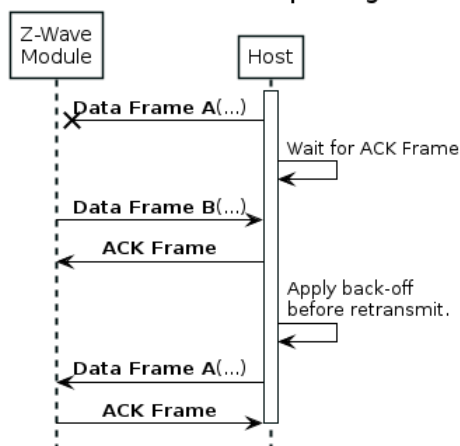 Z-Wave
Module
Host
Data Frame A(...)
Wait for ACK Frame
Data Frame B(...)
ACK Frame
Apply back-off
before retransmit.
Data Frame A(...)
ACK Frame